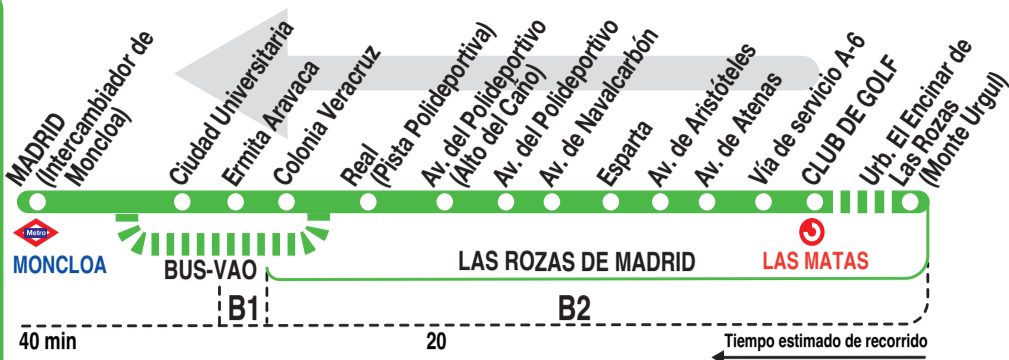 MADRID
(Intercambiador de
Moncloa)
Ciudad Universitaria
Ermita Aravaca
Colonia Veracruz
Real
(Pista Polideportiva)
Av. del Polideportivo
(Alto del Caño)
Av. del Polideportivo
Av. de Navalcarbón
Esparta
Av. de Aristóteles
Av. de Atenas
Vía de servicio A-6
CLUB DE GOLF
Urb. El Encinar de
Las Rozas
(Monte Urgul)
Metro
MONCLOA
BUS-VAO
LAS ROZAS DE MADRID
LAS MATAS
B1
B2
40 min
20
Tiempo estimado de recorrido